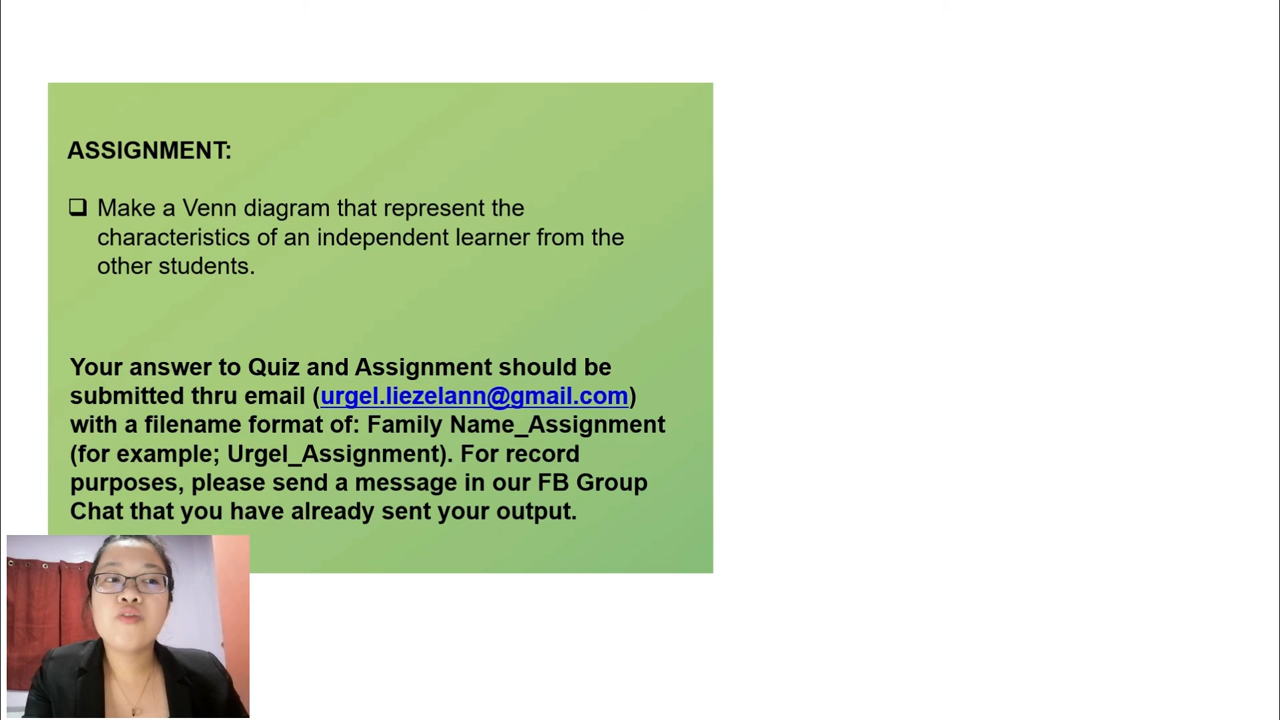 ASSIGNMENT:
❑ Make a Venn diagram that represent the
characteristics of an independent learner from the
other students.
Your answer to Quiz and Assignment should be
submitted thru email (urgel.liezelann@gmail.com)
with a filename format of: Family Name_Assignment
(for example; Urgel_Assignment). For record
purposes, please send a message in our FB Group
Chat that you have already sent your output.